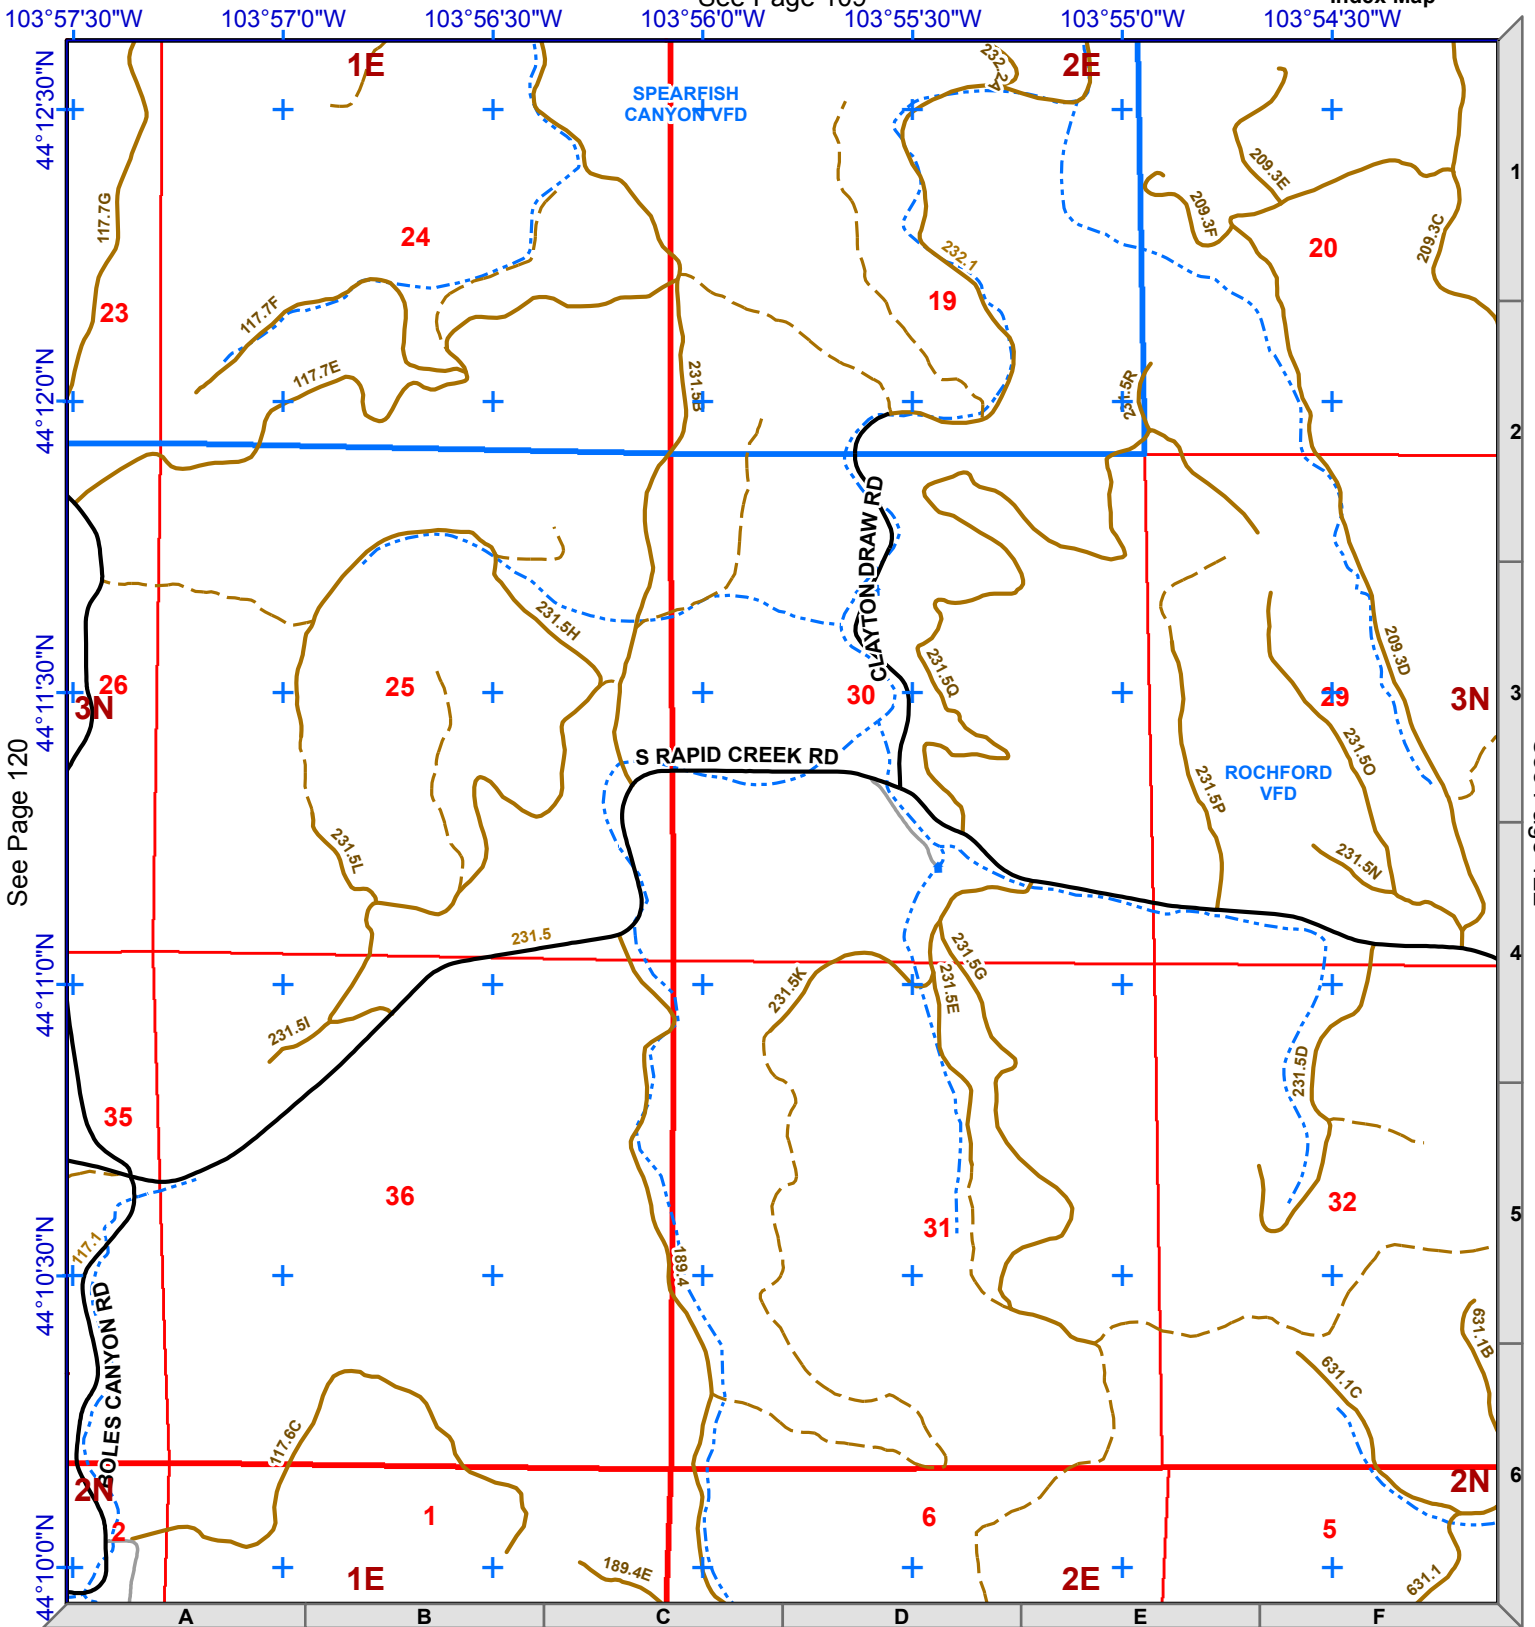 See Page 109
Index Map
103°57'30"W
103°57'0"W
103°56'30"W
103°56'0"W
103°55'30"W
103°55'0"W
103°54'30"W
1E
2E
SPEARFISH
CANYON VFD
232.2A
44°12'30"N
1
209.3E
117.7G
209.3F
209.3C
24
20
232.1
19
23
117.7F
117.7E
231.5B
231.5R
44°12'0"N
2
CLAYTON DRAW RD
231.5H
231.5Q
209.3D
44°11'30"N
26
25
30
29
3N
3N
3
S RAPID CREEK RD
231.5O
231.5P
ROCHFORD
VFD
See Page 120
231.5L
231.5N
231.5
231.5G
231.5E
231.5K
4
44°11'0"N
231.5I
231.5D
35
36
31
32
5
117.1
189.4
44°10'30"N
BOLES CANYON RD
631.1B
631.1C
117.6C
2N
2N
6
2
1
6
5
44°10'0"N
1E
2E
189.4E
631.1
A
B
C
D
E
F